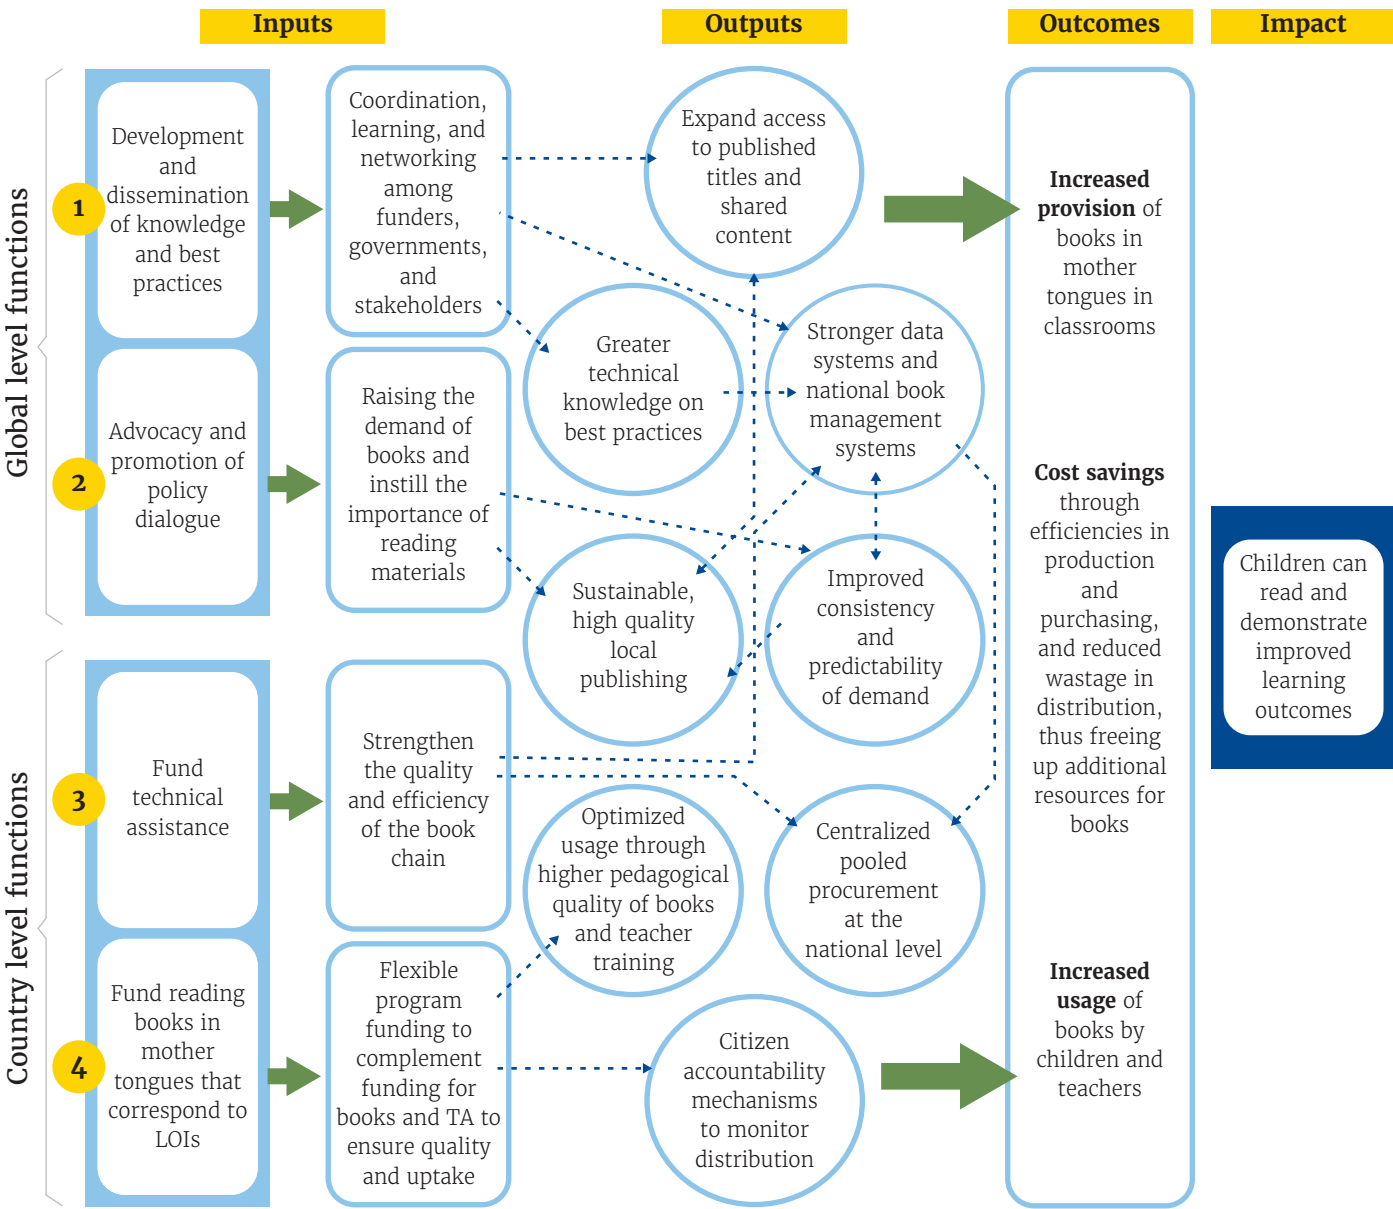 Inputs
Outputs
Outcomes
Impact
Global level functions
1
Development
and
dissemination
of knowledge
and best
practices
Coordination,
learning, and
networking
among
funders,
governments,
and
stakeholders
2
Advocacy and
promotion of
policy
dialogue
Raising the
demand of
books and
instill the
importance of
reading
materials
Country level functions
3
Fund
technical
assistance
Strengthen
the quality
and efficiency
of the book
chain
4
Fund reading
books in
mother
tongues that
correspond to
LOIs
Flexible
program
funding to
complement
funding for
books and TA to
ensure quality
and uptake
Expand access
to published
titles and
shared
content
Greater
technical
knowledge on
best practices
Stronger data
systems and
national book
management
systems
Sustainable,
high quality
local
publishing
Improved
consistency
and
predictability
of demand
Optimized
usage through
higher pedagogical
quality of books
and teacher
training
Centralized
pooled
procurement
at the
national level
Citizen
accountability
mechanisms
to monitor
distribution
Increased
provision of
books in
mother
tongues in
classrooms
Cost savings
through
efficiencies in
production
and
purchasing,
and reduced
wastage in
distribution,
thus freeing
up additional
resources for
books
Increased
usage of
books by
children and
teachers
Children can
read and
demonstrate
improved
learning
outcomes